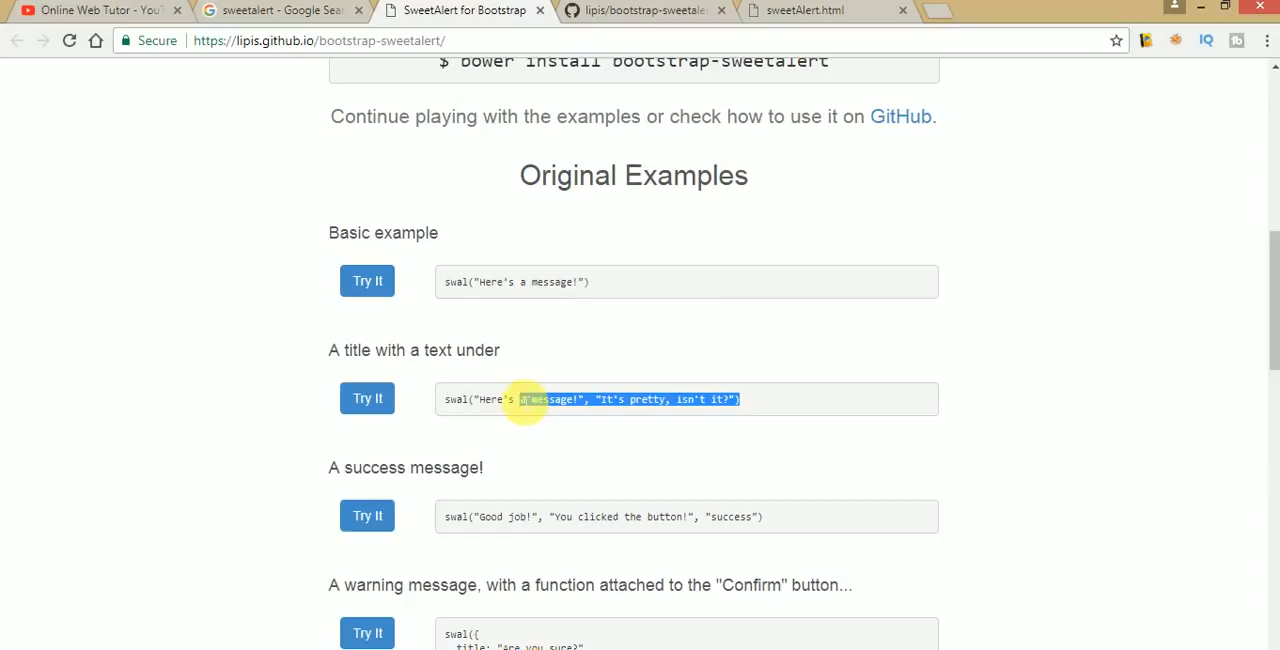 Online Web Tutor - You
sweetalert - Google Sear
SweetAlert for Bootstrap
lipis/bootstrap-sweetale
sweetAlert.html
Secure
https://lipis.github.io/bootstrap-sweetalert/
IQ
tb
$ bower install bootstrap-sweetalert
Continue playing with the examples or check how to use it on GitHub.
Original Examples
Basic example
Try It
swal("Here's a message!")
A title with a text under
Try It
swal("Here's a message!", "It's pretty, isn't it?")
A success message!
Try It
swal("Good job!", "You clicked the button!", "success")
A warning message, with a function attached to the "Confirm" button...
Try It
swal({
title: "Are you sure?"